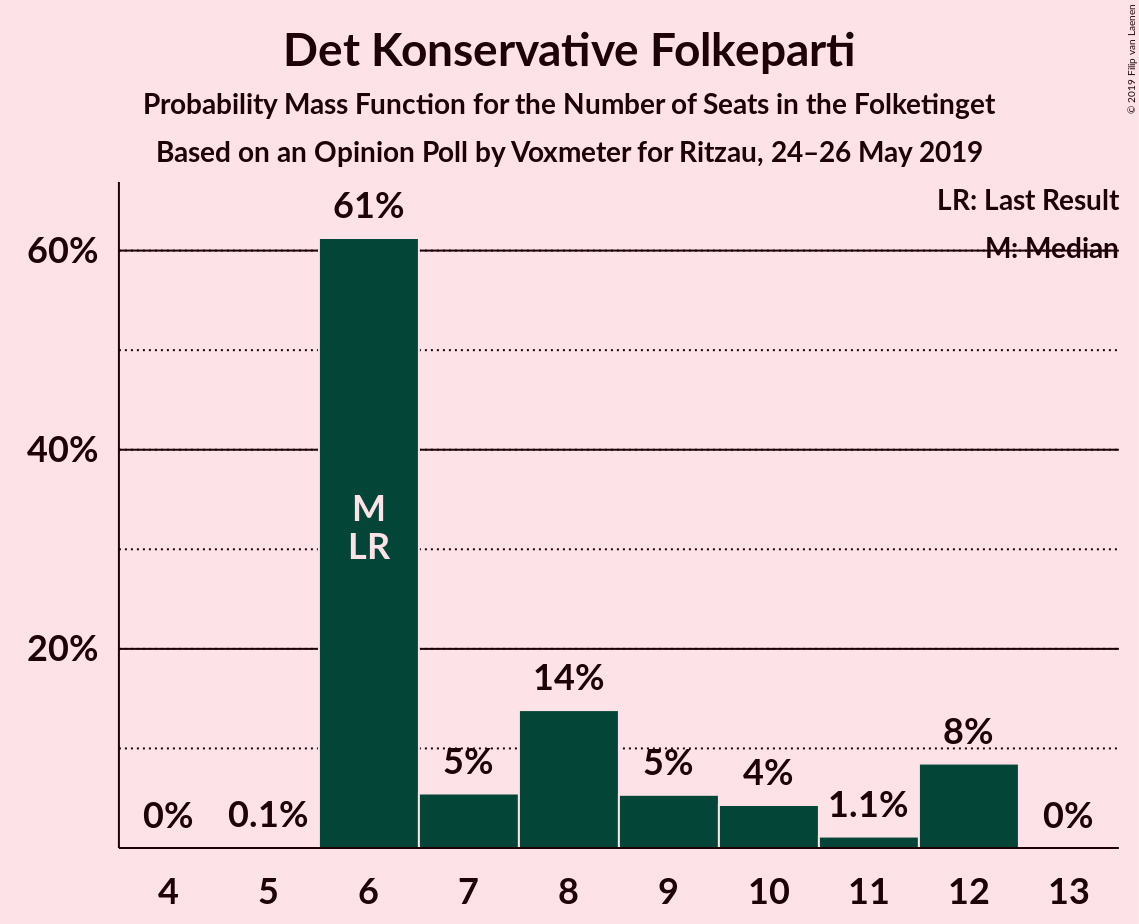 Det Konservative Folkeparti
Probability Mass Function for the Number of Seats in the Folketinget
Based on an Opinion Poll by Voxmeter for Ritzau, 24–26 May 2019
© 2019 Filip van Laenen
LR: Last Result
M: Median
60%
40%
20%
0%
0.1%
61%
M
LR
5%
14%
5%
4%
1.1%
8%
0%
4 5 6 7 8 9 10 11 12 13